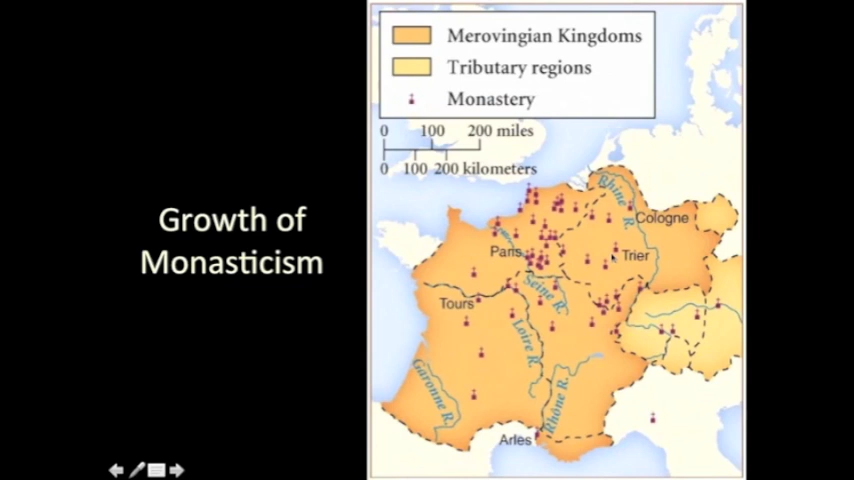 Growth of
Monasticism
Merovingian Kingdoms
Tributary regions
Monastery
0 100 200 miles
0 100 200 kilometers
Rhine R.
Cologne
Paris
Trier
Seine R.
Tours
Loire R.
Garonne R.
Rhône R.
Arles